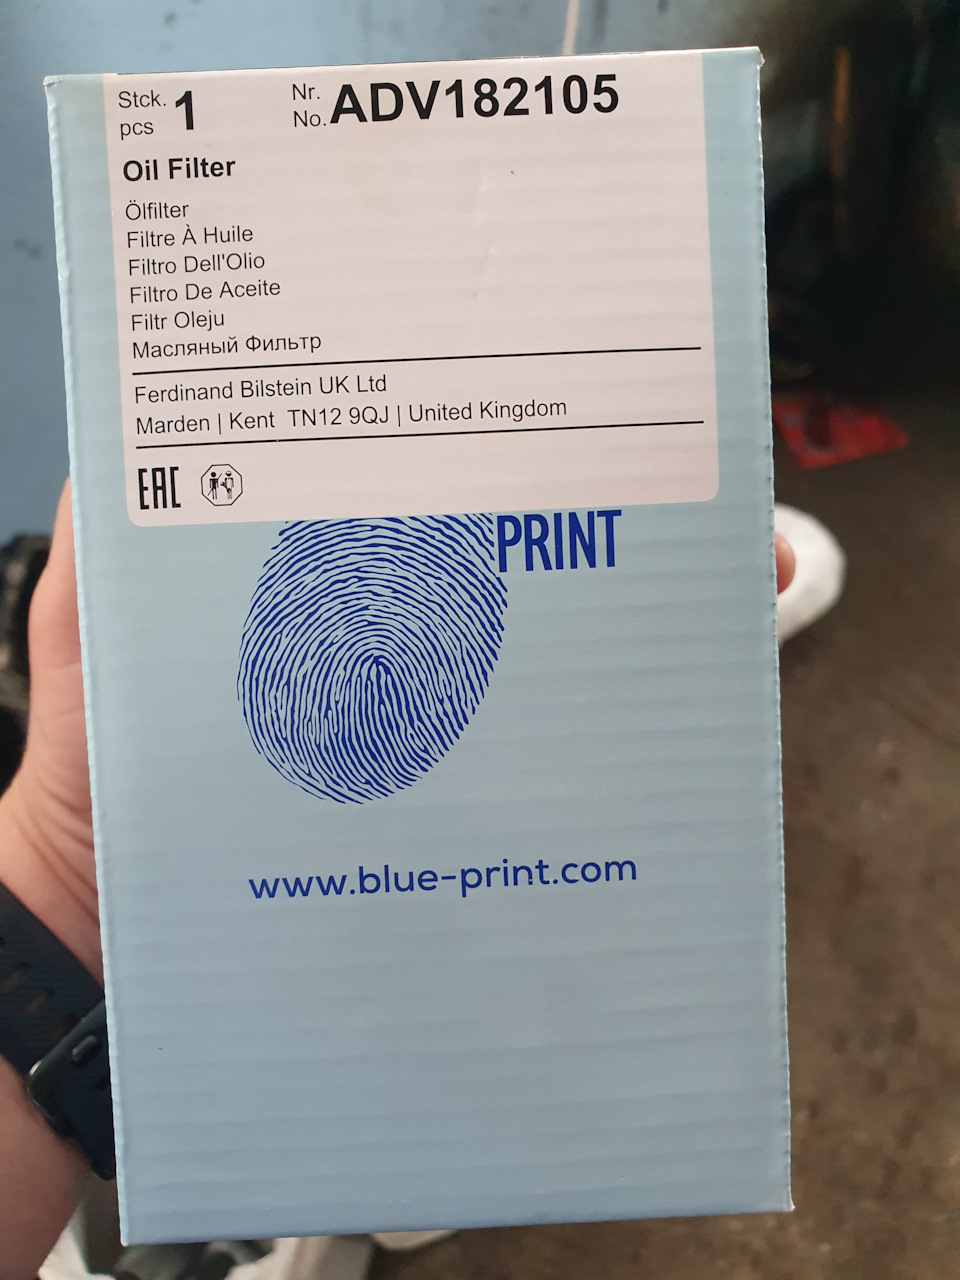 Stck. 1 Nr. ADV182105
pcs No.
Oil Filter
Ölfilter
Filtre À Huile
Filtro Dell'Olio
Filtro De Aceite
Filtr Oleju
Масляный Фильтр
Ferdinand Bilstein UK Ltd
Marden | Kent TN12 9QJ | United Kingdom
EAC
PRINT
www.blue-print.com